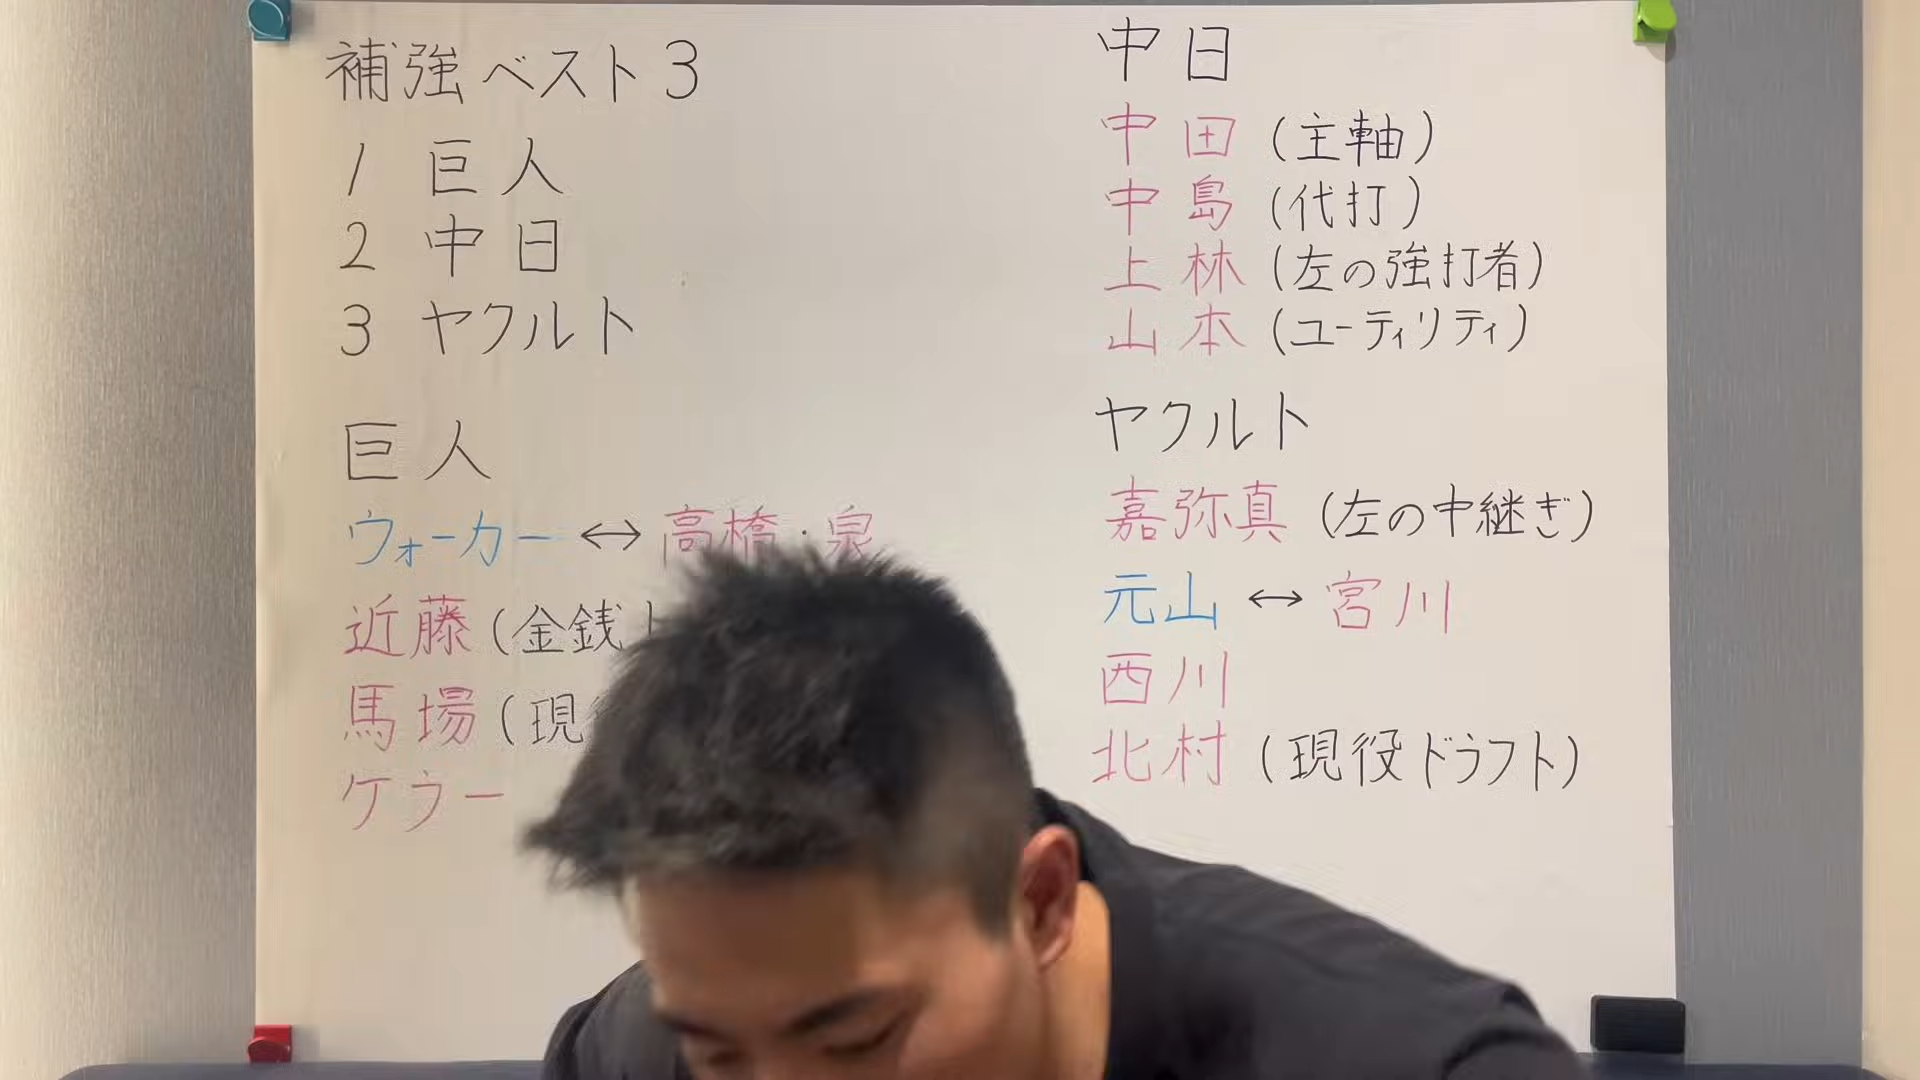 補強ベスト3
1 巨人
2 中日
3 ヤクルト
巨人
ウォーカー ↔ 高橋・泉
近藤 (金銭ト
馬場 (現役
ケラー
中日
中田 (主軸)
中島 (代打)
上林 (左の強打者)
山本 (ユーティリティ)
ヤクルト
嘉弥真 (左の中継ぎ)
元山 ↔ 宮川
西川
北村 (現役ドラフト)